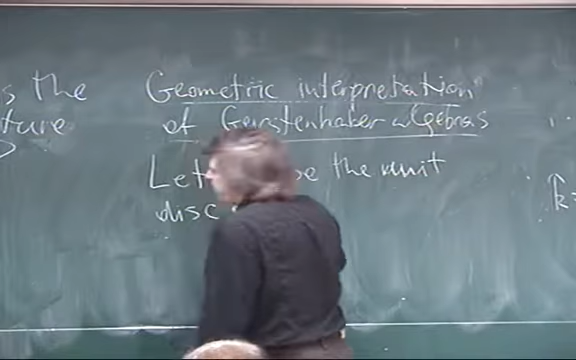 s the
ture
Geometric interpretation
of Gerstenhaber algebras
Let be the unit
disc
k̂ =